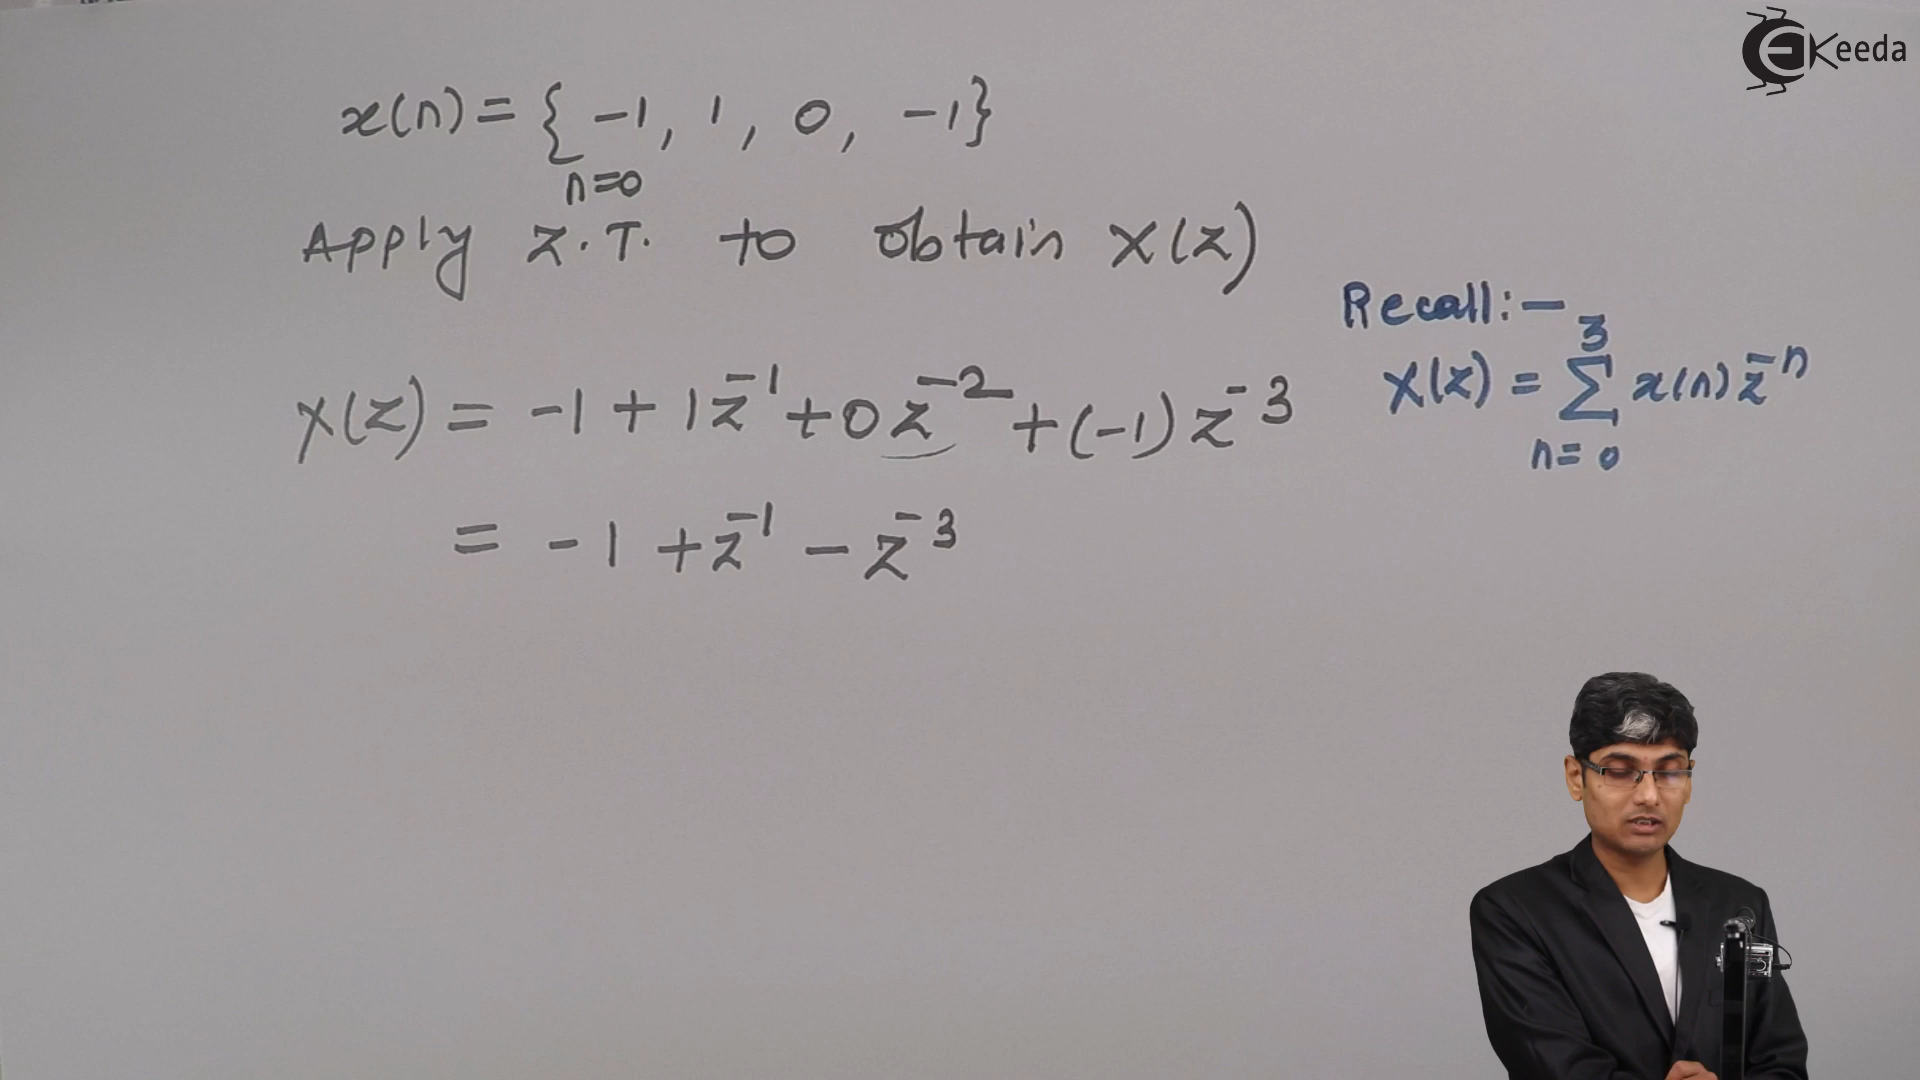 EKeeda
x(n) = { -1, 1, 0, -1}
n=0
Apply Z.T. to obtain X(z)
Recall:-
X(z) = ∑ x(n) z⁻ⁿ
3
n=0
X(z) = -1 + 1z⁻¹ + 0z⁻² + (-1) z⁻³
= -1 + z⁻¹ - z⁻³